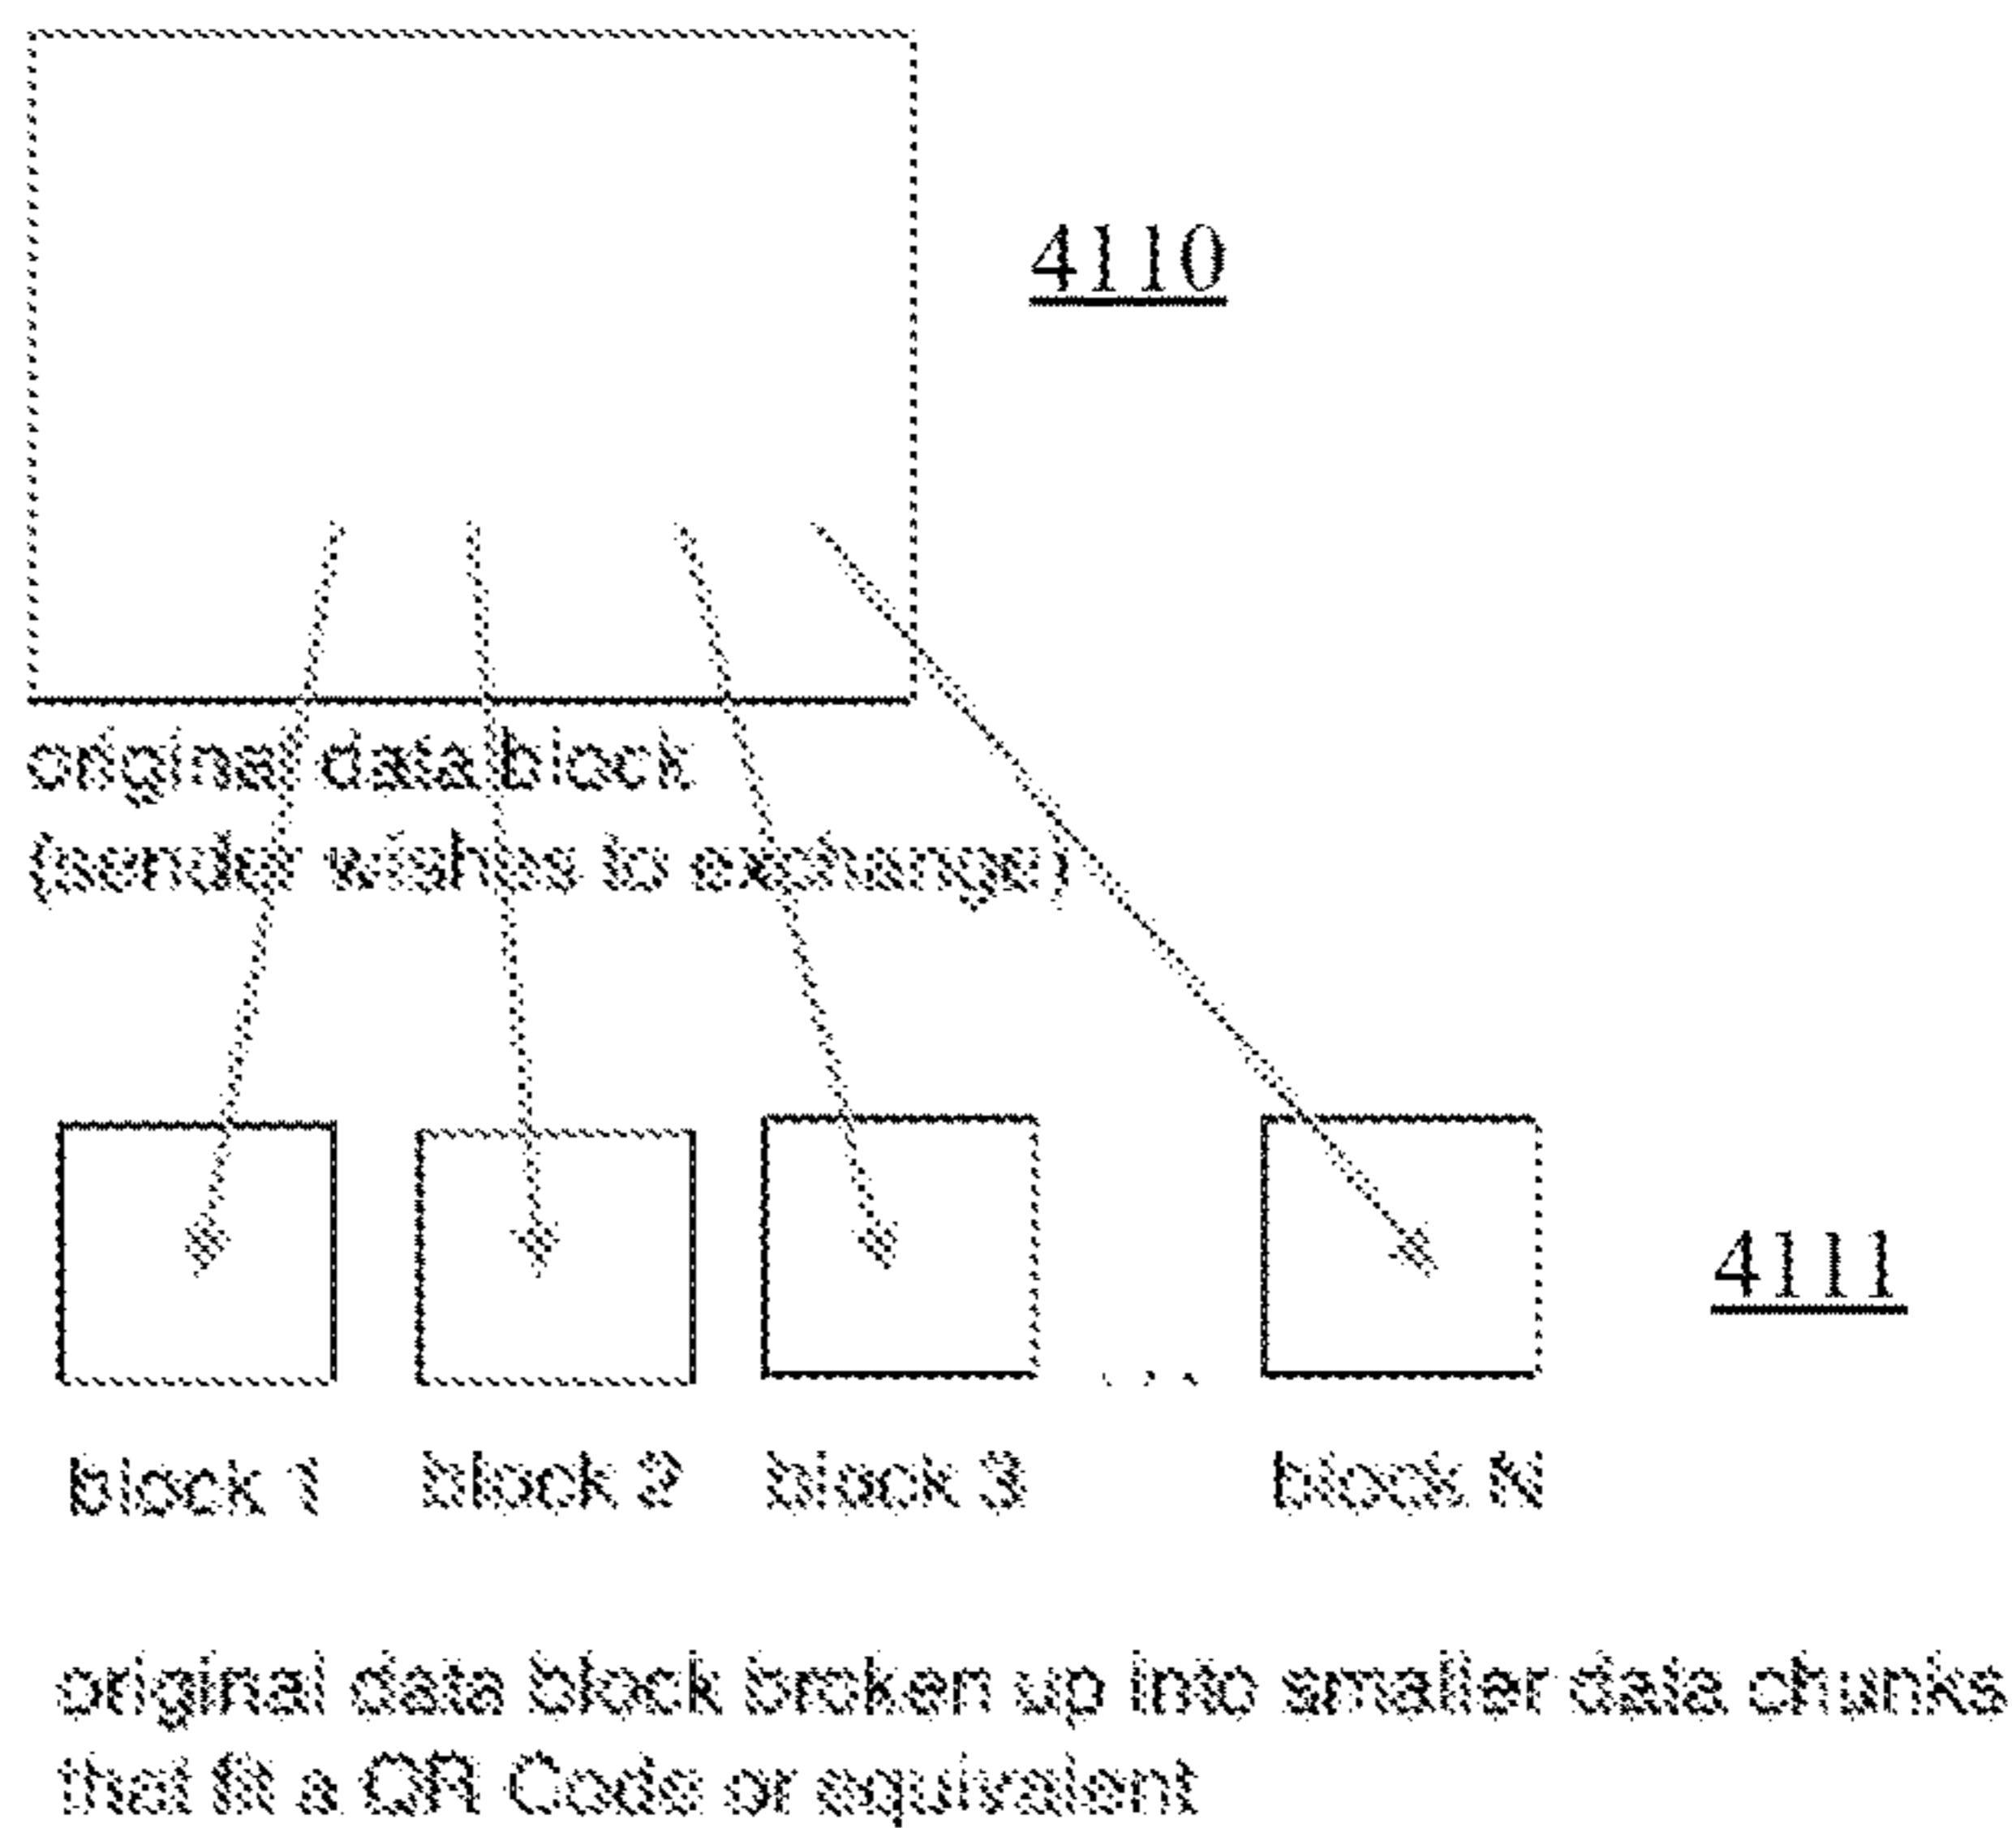 4110
original data block
(sender wishes to exchange)
4111
block 1 block 2 block 3 ... block N
original data block broken up into smaller data chunks
that fit a QR Code or equivalent